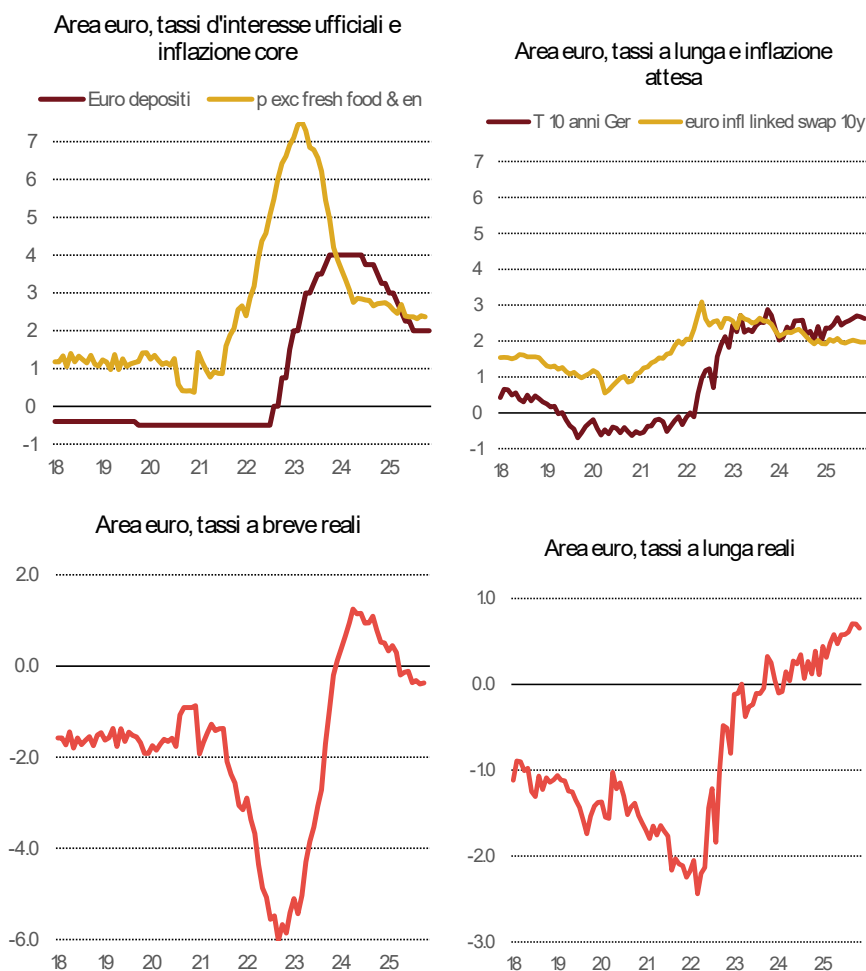 Area euro, tassi d'interesse ufficiali e
inflazione core
Euro depositi
p exc fresh food & en
7
6
5
4
3
2
1
0
-1
18 19 20 21 22 23 24 25
Area euro, tassi a lunga e inflazione
attesa
T 10 anni Ger
euro infl linked swap 10y
7
6
5
4
3
2
1
0
-1
18 19 20 21 22 23 24 25
Area euro, tassi a breve reali
2.0
0.0
-2.0
-4.0
-6.0
18 19 20 21 22 23 24 25
Area euro, tassi a lunga reali
1.0
0.0
-1.0
-2.0
-3.0
18 19 20 21 22 23 24 25